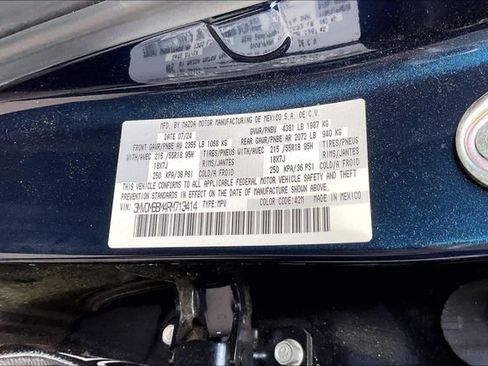 MFD. BY MAZDA MOTOR MANUFACTURING DE MEXICO S.A. DE C.V.
DATE 07/24 GVWR/PNBV 4381 LB 1987 KG
FRONT GAWR/PNBE AV 2355 LB 1068 KG REAR GAWR/PNBE AR 2072 LB 940 KG
WITH/AVEC 215 /55R18 95H TIRES/PNEUS WITH/AVEC 215 /55R18 95H TIRES/PNEUS
18X7J RIMS/JANTES 18X7J RIMS/JANTES
250 KPA/36 PSI COLD/A FROID 250 KPA/36 PSI COLD/A FROID
THIS VEHICLE CONFORMS TO ALL APPLICABLE FEDERAL MOTOR VEHICLE SAFETY, BUMPER,
AND THEFT PREVENTION STANDARDS IN EFFECT ON THE DATE OF MANUFACTURE SHOWN ABOVE.
VIN: TYPE:MPV COLOR CODE:42M MADE IN MEXICO